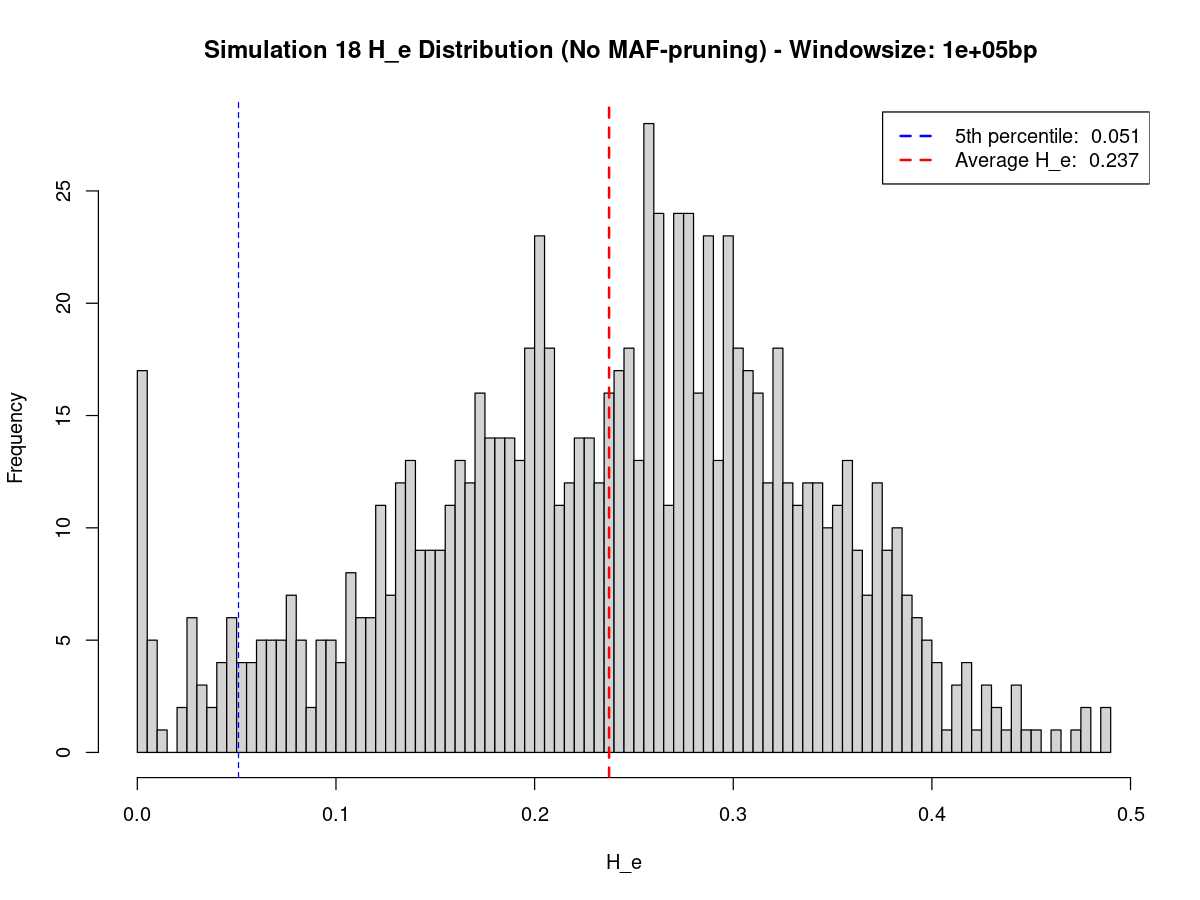 Simulation 18 H_e Distribution (No MAF-pruning) - Windowsize: 1e+05bp
5th percentile: 0.051
Average H_e: 0.237
Frequency
25
20
15
10
5
0
0.0 0.1 0.2 0.3 0.4 0.5
H_e